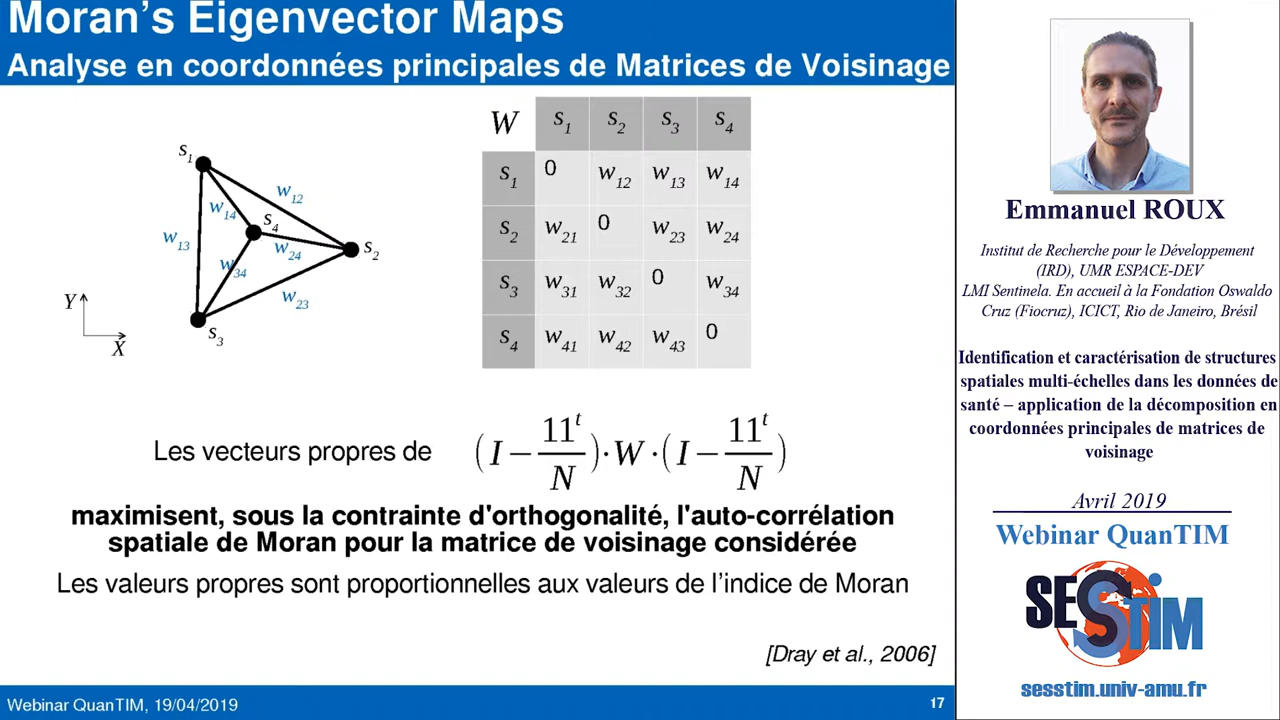 Moran's Eigenvector Maps
Analyse en coordonnées principales de Matrices de Voisinage
s1
w12
w14
s4
w13
w24
s2
w34
w23
s3
Y
X
W s1 s2 s3 s4
s1 0 w12 w13 w14
s2 w21 0 w23 w24
s3 w31 w32 0 w34
s4 w41 w42 w43 0
Les vecteurs propres de (I − 11^t/N)·W·(I − 11^t/N)
maximisent, sous la contrainte d'orthogonalité, l'auto-corrélation
spatiale de Moran pour la matrice de voisinage considérée
Les valeurs propres sont proportionnelles aux valeurs de l'indice de Moran
[Dray et al., 2006]
Webinar QuanTIM, 19/04/2019
17
Emmanuel ROUX
Institut de Recherche pour le Développement
(IRD), UMR ESPACE-DEV
LMI Sentinela. En accueil à la Fondation Oswaldo
Cruz (Fiocruz), ICICT, Rio de Janeiro, Brésil
Identification et caractérisation de structures
spatiales multi-échelles dans les données de
santé – application de la décomposition en
coordonnées principales de matrices de
voisinage
Avril 2019
Webinar QuanTIM
SESSTIM
sesstim.univ-amu.fr